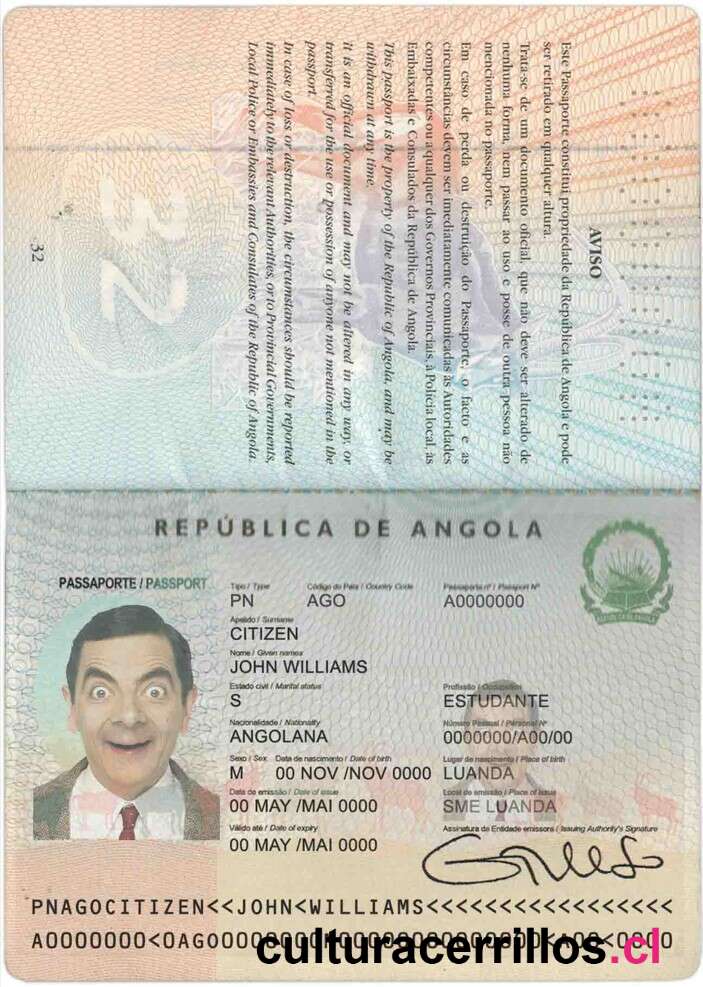 AVISO
Este Passaporte constitui propriedade da República de Angola e pode
ser retirado em qualquer altura.
Trata-se de um documento oficial, que não deve ser alterado de
nenhuma forma, nem passar ao uso e posse de outra pessoa não
mencionada no passaporte.
Em caso de perda ou destruição do Passaporte, o facto e as
circunstâncias devem ser imediatamente comunicadas às Autoridades
competentes ou a qualquer dos Governos Provinciais, à Polícia local, às
Embaixadas e Consulados da República de Angola.
This passport is the property of the Republic of Angola, and may be
withdrawn at any time.
It is an official document and may not be altered in any way, or
transferred for the use or possession of anyone not mentioned in the
passport.
In case of loss or destruction, the circumstances should be reported
immediately to the relevant Authorities, or to Provincial Governments,
Local Police or Embassies and Consulates of the Republic of Angola.
32
32
REPÚBLICA DE ANGOLA
PASSAPORTE / PASSPORT
Tipo / Type Código do País / Country Code Passaporte nº / Passport Nº
PN AGO A0000000
Apelido / Surname
CITIZEN
Nome / Given names
JOHN WILLIAMS
Estado civil / Marital status Profissão / Occupation
S ESTUDANTE
Nacionalidade / Nationality Número Pessoal / Personal Nº
ANGOLANA 0000000/A00/00
Sexo / Sex Data de nascimento / Date of birth Lugar de nascimento / Place of birth
M 00 NOV /NOV 0000 LUANDA
Data de emissão / Date of issue Local de emissão / Place of issue
00 MAY /MAI 0000 SME LUANDA
Válido até / Date of expiry Assinatura da Entidade emissora / Issuing Authority's Signature
00 MAY /MAI 0000
PNAGOCITIZEN<<JOHN<WILLIAMS<<<<<<<<<<<<<<<<<
culturacerrillos.cl